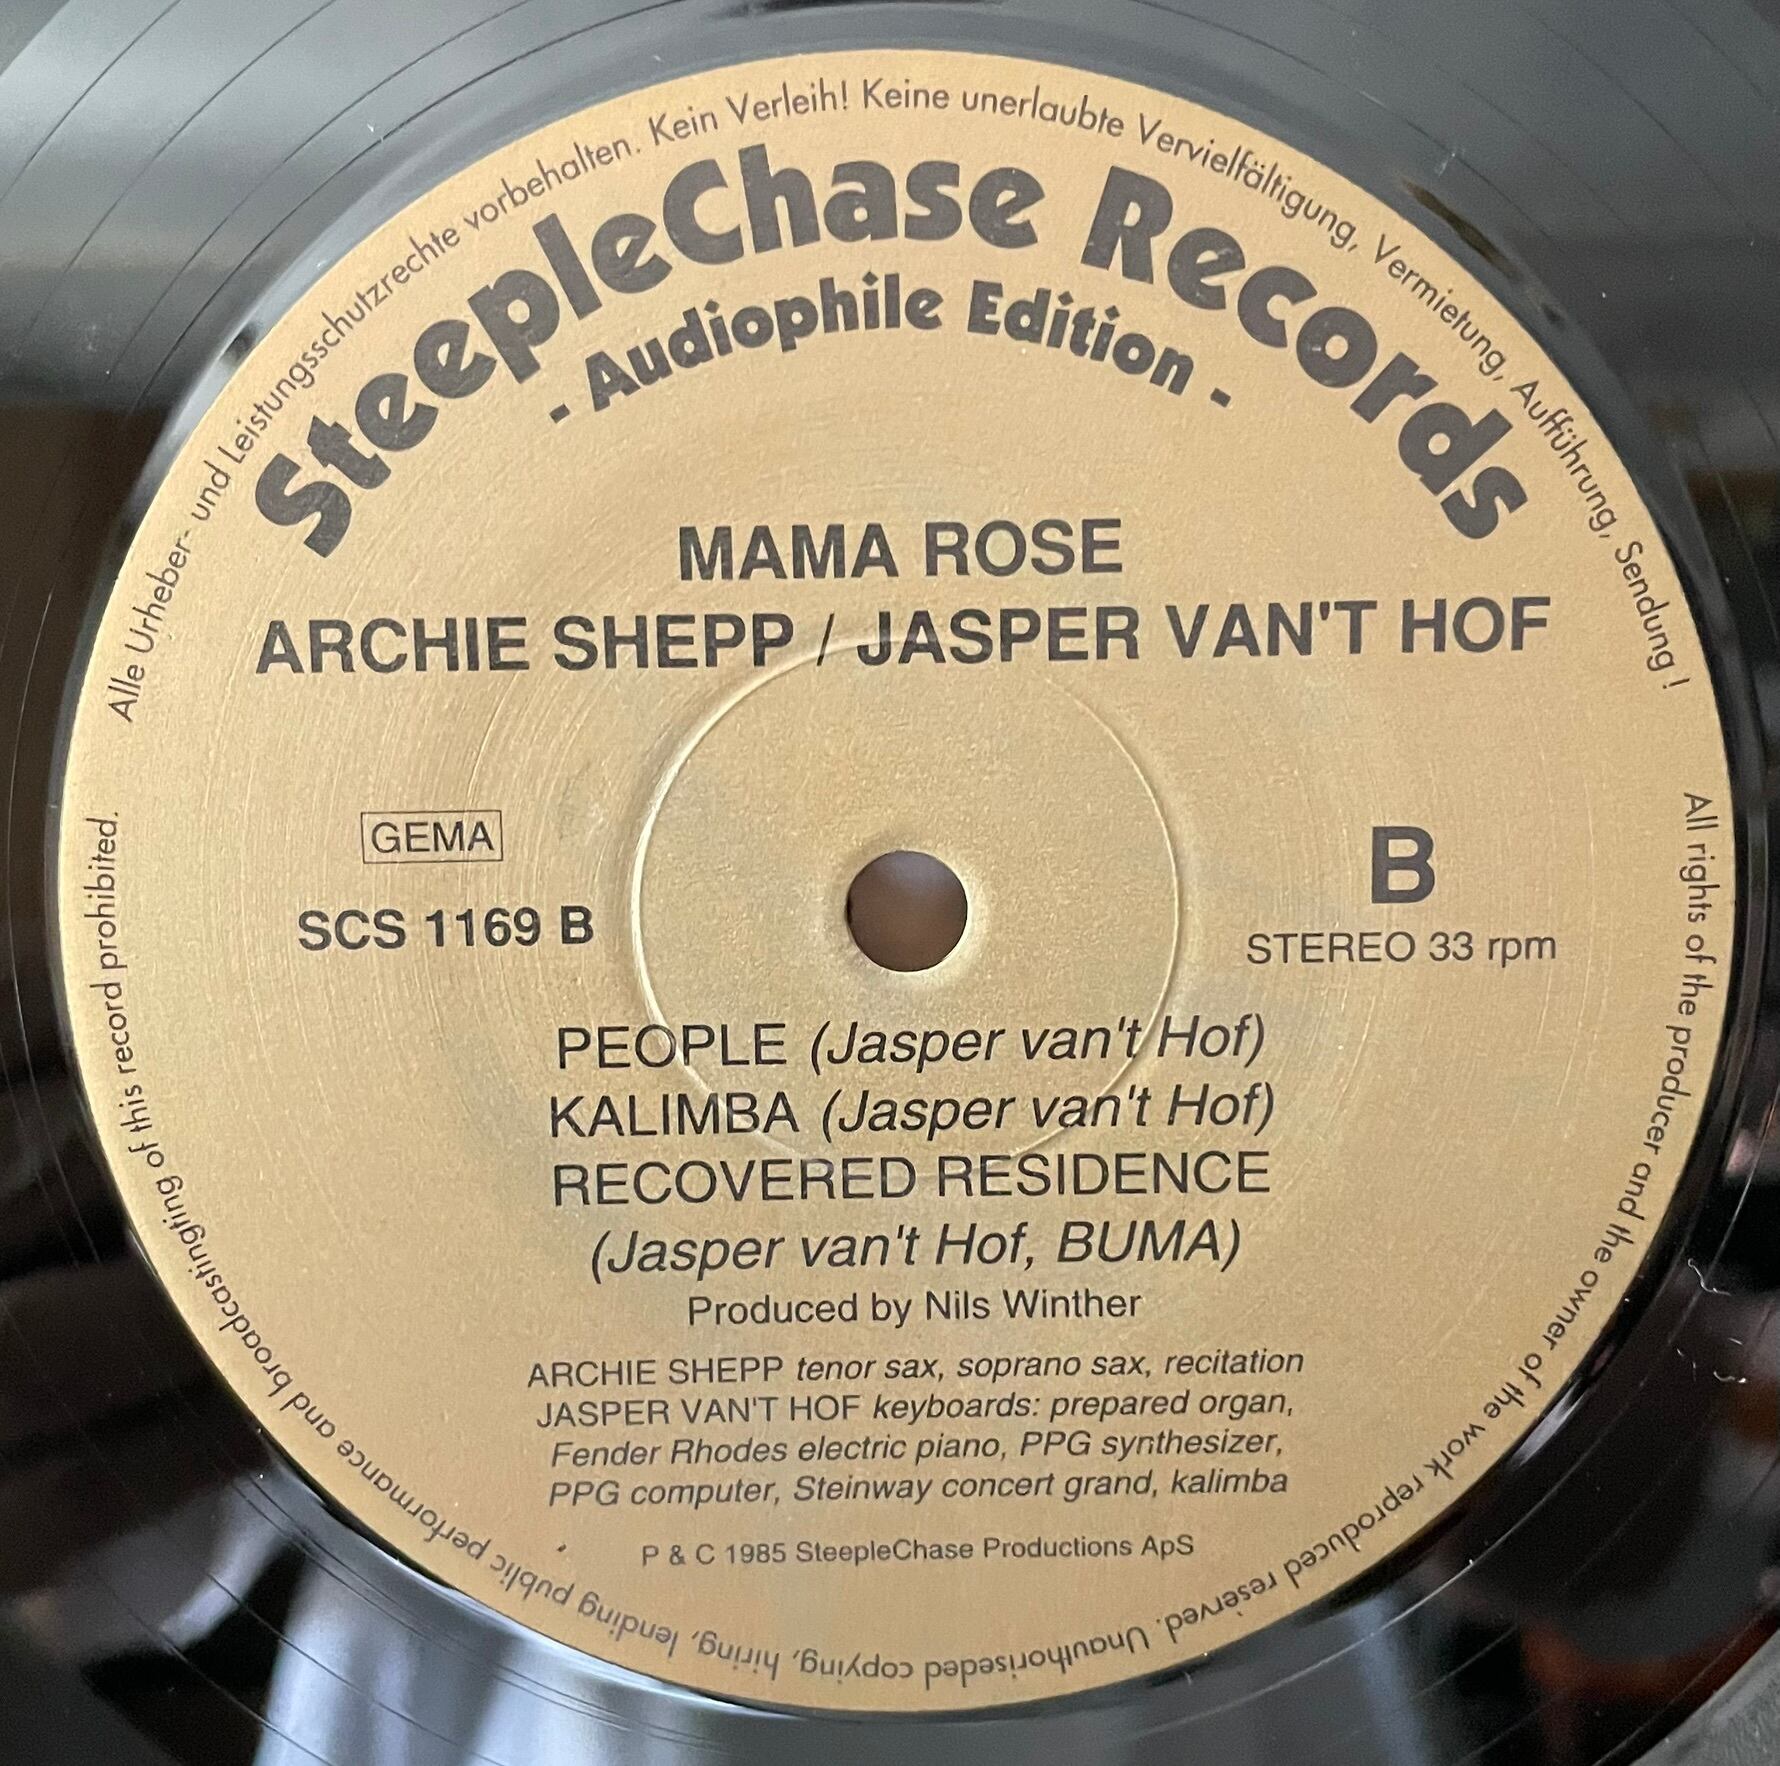 Alle Urheber- und Leistungsschutzrechte vorbehalten. Kein Verleih! Keine unerlaubte Vervielfältigung, Vermietung, Aufführung, Sendung !
SteepleChase Records
- Audiophile Edition -
MAMA ROSE
ARCHIE SHEPP / JASPER VAN'T HOF
GEMA
SCS 1169 B
B
STEREO 33 rpm
PEOPLE (Jasper van't Hof)
KALIMBA (Jasper van't Hof)
RECOVERED RESIDENCE
(Jasper van't Hof, BUMA)
Produced by Nils Winther
ARCHIE SHEPP tenor sax, soprano sax, recitation
JASPER VAN'T HOF keyboards: prepared organ,
Fender Rhodes electric piano, PPG synthesizer,
PPG computer, Steinway concert grand, kalimba
P & C 1985 SteepleChase Productions ApS
All rights of the producer and the owner of the work reproduced reserved. Unauthoriseded copying, hiring, lending public performance and broadcastingting of this record prohibited.